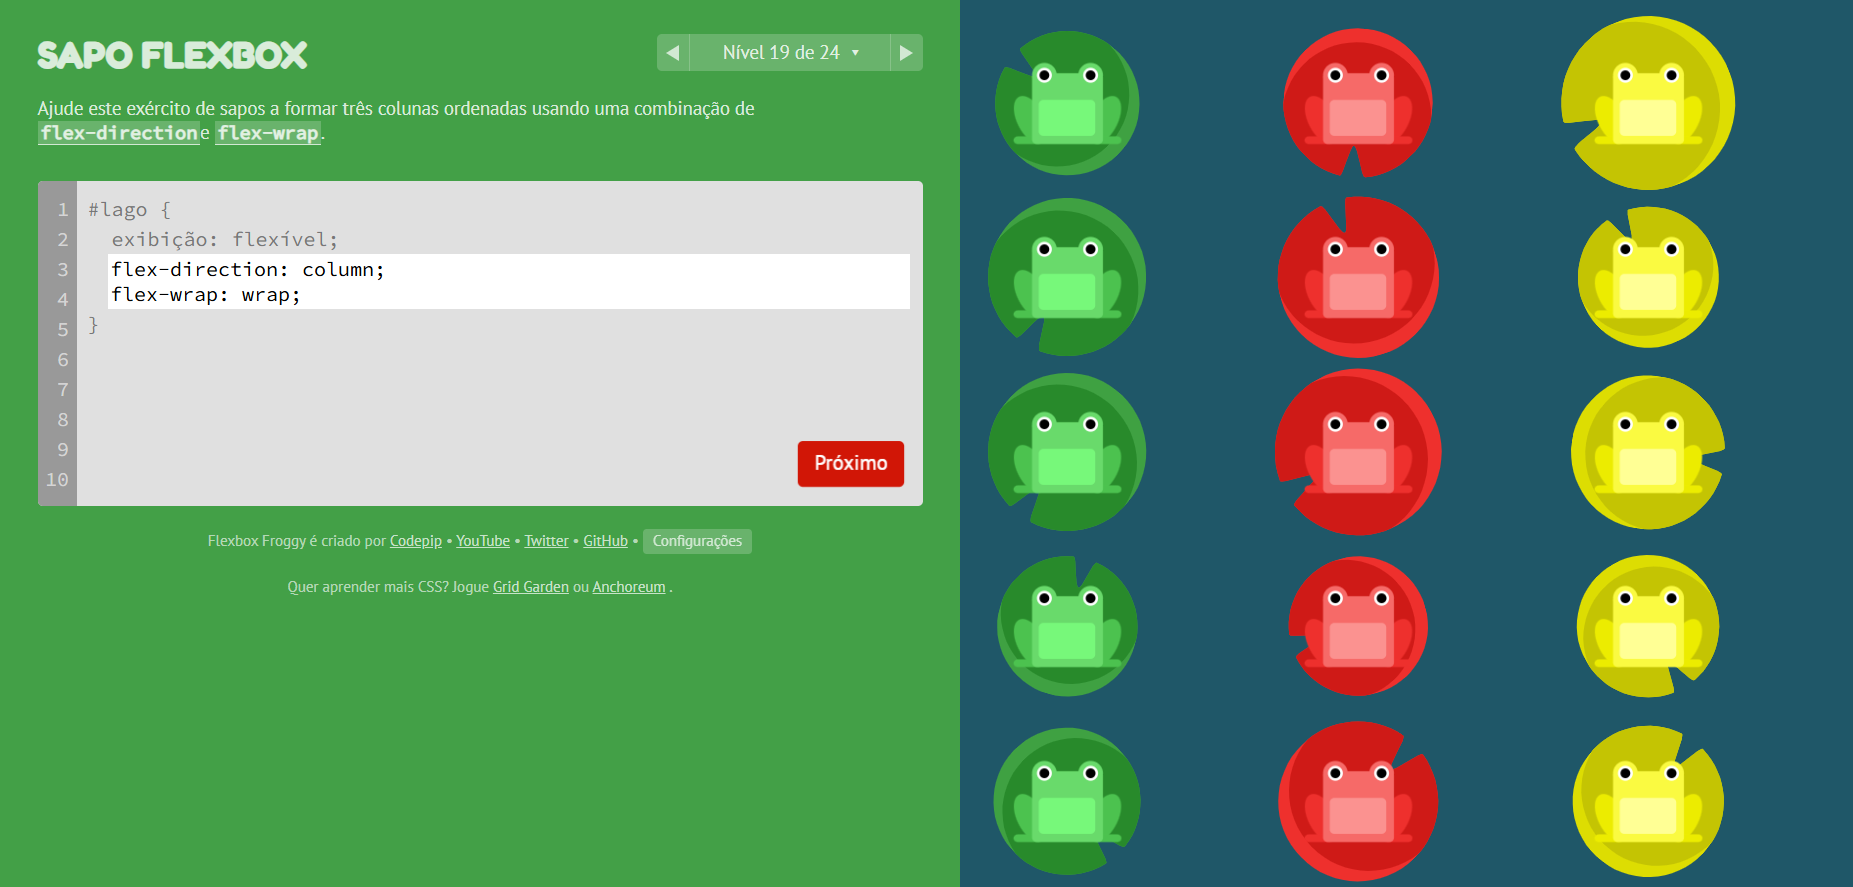 SAPO FLEXBOX
◀ Nível 19 de 24 ▼ ▶
Ajude este exército de sapos a formar três colunas ordenadas usando uma combinação de
flex-direction e flex-wrap.
1 #lago {
2 exibição: flexível;
3 flex-direction: column;
4 flex-wrap: wrap;
5 }
6
7
8
9
10
Próximo
Flexbox Froggy é criado por Codepip • YouTube • Twitter • GitHub • Configurações
Quer aprender mais CSS? Jogue Grid Garden ou Anchoreum .